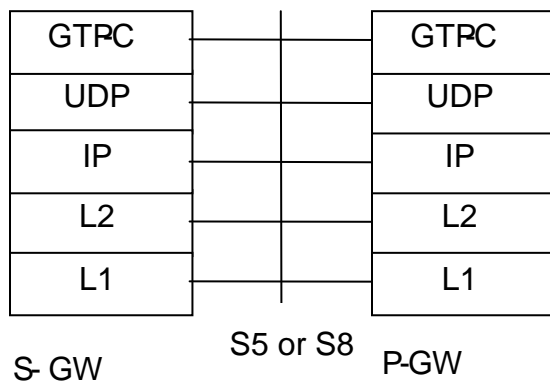 GTP-C GTP-C
UDP UDP
IP IP
L2 L2
L1 L1
S5 or S8
S- GW P-GW